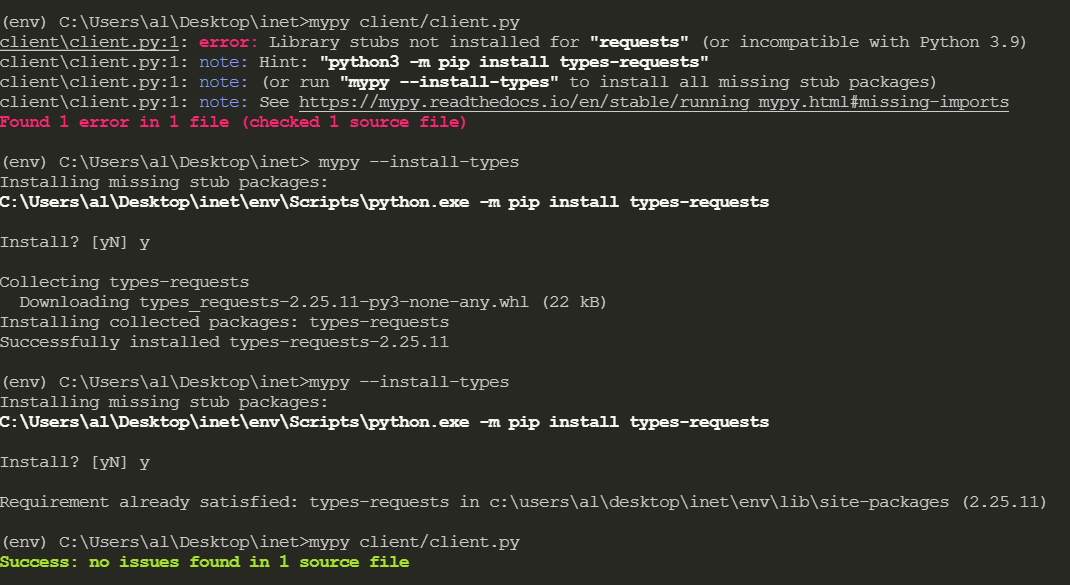 (env) C:\Users\al\Desktop\inet>mypy client/client.py
client\client.py:1: error: Library stubs not installed for "requests" (or incompatible with Python 3.9)
client\client.py:1: note: Hint: "python3 -m pip install types-requests"
client\client.py:1: note: (or run "mypy --install-types" to install all missing stub packages)
client\client.py:1: note: See https://mypy.readthedocs.io/en/stable/running_mypy.html#missing-imports
Found 1 error in 1 file (checked 1 source file)
(env) C:\Users\al\Desktop\inet> mypy --install-types
Installing missing stub packages:
C:\Users\al\Desktop\inet\env\Scripts\python.exe -m pip install types-requests
Install? [yN] y
Collecting types-requests
  Downloading types_requests-2.25.11-py3-none-any.whl (22 kB)
Installing collected packages: types-requests
Successfully installed types-requests-2.25.11
(env) C:\Users\al\Desktop\inet>mypy --install-types
Installing missing stub packages:
C:\Users\al\Desktop\inet\env\Scripts\python.exe -m pip install types-requests
Install? [yN] y
Requirement already satisfied: types-requests in c:\users\al\desktop\inet\env\lib\site-packages (2.25.11)
(env) C:\Users\al\Desktop\inet>mypy client/client.py
Success: no issues found in 1 source file